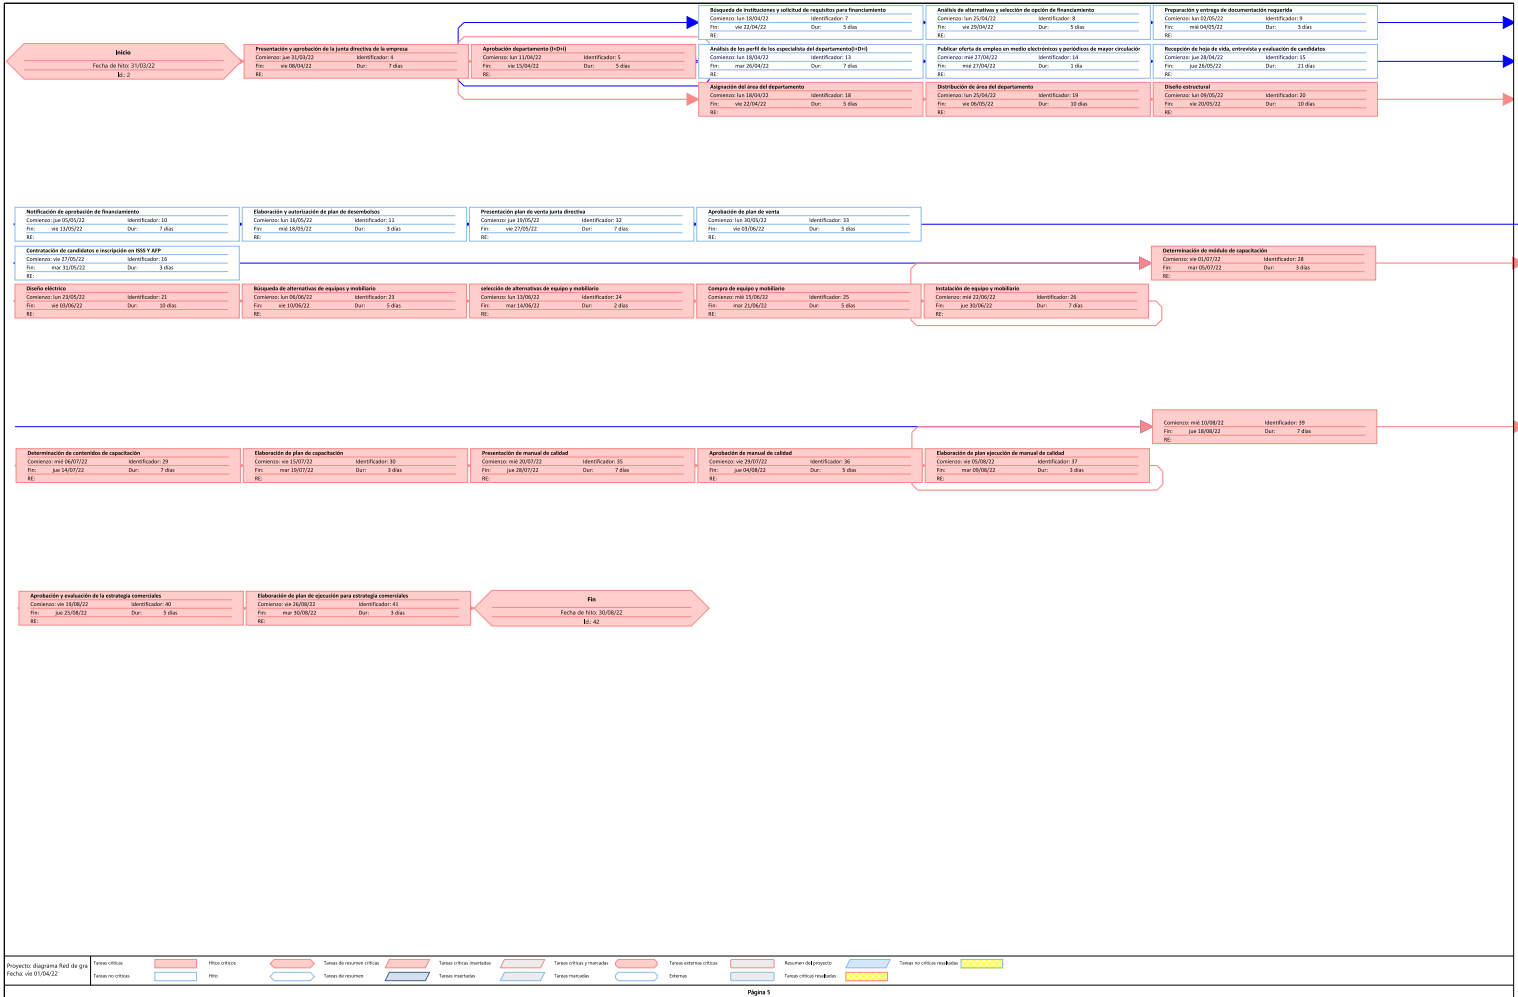 Inicio
Fecha de hito: 31/03/22
Id.: 2
Presentación y aprobación de la junta directiva de la empresa
Comienzo: jue 31/03/22 Identificador: 4
Fin: vie 08/04/22 Dur: 7 días
RE:
Aprobación departamento (I+D+i)
Comienzo: lun 11/04/22 Identificador: 5
Fin: vie 15/04/22 Dur: 5 días
RE:
Búsqueda de instituciones y solicitud de requisitos para financiamiento
Comienzo: lun 18/04/22 Identificador: 7
Fin: vie 22/04/22 Dur: 5 días
RE:
Análisis de alternativas y selección de opción de financiamiento
Comienzo: lun 25/04/22 Identificador: 8
Fin: vie 29/04/22 Dur: 5 días
RE:
Preparación y entrega de documentación requerida
Comienzo: lun 02/05/22 Identificador: 9
Fin: mié 04/05/22 Dur: 3 días
RE:
Análisis de los perfil de los especialista del departamento(I+D+i)
Comienzo: lun 18/04/22 Identificador: 13
Fin: mar 26/04/22 Dur: 7 días
RE:
Publicar oferta de empleo en medio electrónicos y periódicos de mayor circulación
Comienzo: mié 27/04/22 Identificador: 14
Fin: mié 27/04/22 Dur: 1 día
RE:
Recepción de hoja de vida, entrevista y evaluación de candidatos
Comienzo: jue 28/04/22 Identificador: 15
Fin: jue 26/05/22 Dur: 21 días
RE:
Asignación del área del departamento
Comienzo: lun 18/04/22 Identificador: 18
Fin: vie 22/04/22 Dur: 5 días
RE:
Distribución de área del departamento
Comienzo: lun 25/04/22 Identificador: 19
Fin: vie 06/05/22 Dur: 10 días
RE:
Diseño estructural
Comienzo: lun 09/05/22 Identificador: 20
Fin: vie 20/05/22 Dur: 10 días
RE:
Notificación de aprobación de financiamiento
Comienzo: jue 05/05/22 Identificador: 10
Fin: vie 13/05/22 Dur: 7 días
RE:
Elaboración y autorización de plan de desembolsos
Comienzo: lun 16/05/22 Identificador: 11
Fin: mié 18/05/22 Dur: 3 días
RE:
Presentación plan de venta junta directiva
Comienzo: jue 19/05/22 Identificador: 32
Fin: vie 27/05/22 Dur: 7 días
RE:
Aprobación de plan de venta
Comienzo: lun 30/05/22 Identificador: 33
Fin: vie 03/06/22 Dur: 5 días
RE:
Contratación de candidatos e inscripción en ISSS Y AFP
Comienzo: vie 27/05/22 Identificador: 16
Fin: mar 31/05/22 Dur: 3 días
RE:
Determinación de módulo de capacitación
Comienzo: vie 01/07/22 Identificador: 28
Fin: mar 05/07/22 Dur: 3 días
RE:
Diseño eléctrico
Comienzo: lun 23/05/22 Identificador: 21
Fin: vie 03/06/22 Dur: 10 días
RE:
Búsqueda de alternativas de equipos y mobiliario
Comienzo: lun 06/06/22 Identificador: 23
Fin: vie 10/06/22 Dur: 5 días
RE:
selección de alternativas de equipo y mobiliario
Comienzo: lun 13/06/22 Identificador: 24
Fin: mar 14/06/22 Dur: 2 días
RE:
Compra de equipo y mobiliario
Comienzo: mié 15/06/22 Identificador: 25
Fin: mar 21/06/22 Dur: 5 días
RE:
Instalación de equipo y mobiliario
Comienzo: mié 22/06/22 Identificador: 26
Fin: jue 30/06/22 Dur: 7 días
RE:
Comienzo: mié 10/08/22 Identificador: 39
Fin: jue 18/08/22 Dur: 7 días
RE:
Determinación de contenidos de capacitación
Comienzo: mié 06/07/22 Identificador: 29
Fin: jue 14/07/22 Dur: 7 días
RE:
Elaboración de plan de capacitación
Comienzo: vie 15/07/22 Identificador: 30
Fin: mar 19/07/22 Dur: 3 días
RE:
Presentación de manual de calidad
Comienzo: mié 20/07/22 Identificador: 35
Fin: jue 28/07/22 Dur: 7 días
RE:
Aprobación de manual de calidad
Comienzo: vie 29/07/22 Identificador: 36
Fin: jue 04/08/22 Dur: 5 días
RE:
Elaboración de plan ejecución de manual de calidad
Comienzo: vie 05/08/22 Identificador: 37
Fin: mar 09/08/22 Dur: 3 días
RE:
Aprobación y evaluación de la estrategia comerciales
Comienzo: vie 19/08/22 Identificador: 40
Fin: jue 25/08/22 Dur: 5 días
RE:
Elaboración de plan de ejecución para estrategia comerciales
Comienzo: vie 26/08/22 Identificador: 41
Fin: mar 30/08/22 Dur: 3 días
RE:
Fin
Fecha de hito: 30/08/22
Id.: 42
Proyecto: diagrama Red de gra
Fecha: vie 01/04/22
Tareas críticas Hitos críticos Tareas de resumen críticas Tareas críticas insertadas Tareas críticas y marcadas Tareas externas críticas Resumen del proyecto Tareas no críticas resaltadas
Tareas no críticas Hito Tareas de resumen Tareas insertadas Tareas marcadas Externas Tareas críticas resaltadas
Página 5